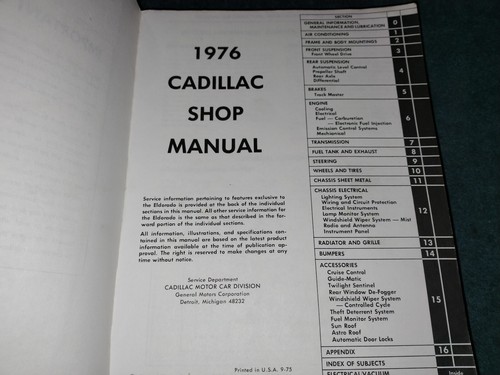 1976
CADILLAC
SHOP
MANUAL
Service information pertaining to features exclusive to
the Eldorado is provided at the back of the individual
sections in this manual. All other service information for
the Eldorado is the same as that described in the for-
ward portion of the individual sections.
All information, illustrations, and specifications con-
tained in this manual are based on the latest product
information available at the time of publication ap-
proval. The right is reserved to make changes at any
time without notice.
Service Department
CADILLAC MOTOR CAR DIVISION
General Motors Corporation
Detroit, Michigan 48232
Printed in U.S.A. 9-75
SECTION
GENERAL INFORMATION,
MAINTENANCE AND LUBRICATION 0
AIR CONDITIONING 1
FRAME AND BODY MOUNTINGS 2
FRONT SUSPENSION 3
Front Wheel Drive
REAR SUSPENSION 4
Automatic Level Control
Propeller Shaft
Rear Axle
Differential
BRAKES 5
Track Master
ENGINE 6
Cooling
Electrical
Fuel — Carburetion
— Electronic Fuel Injection
Emission Control Systems
Mechanical
TRANSMISSION 7
FUEL TANK AND EXHAUST 8
STEERING 9
WHEELS AND TIRES 10
CHASSIS SHEET METAL 11
CHASSIS ELECTRICAL 12
Lighting System
Wiring and Circuit Protection
Electrical Instruments
Lamp Monitor System
Windshield Wiper System — Mist
Radio and Antenna
Instrument Panel
RADIATOR AND GRILLE 13
BUMPERS 14
ACCESSORIES 15
Cruise Control
Guide-Matic
Twilight Sentinel
Rear Window De-Fogger
Windshield Wiper System
— Controlled Cycle
Theft Deterrent System
Fuel Monitor System
Sun Roof
Astro Roof
Automatic Door Locks
APPENDIX 16
INDEX OF SUBJECTS
ELECTRICAL/VACUUM Inside